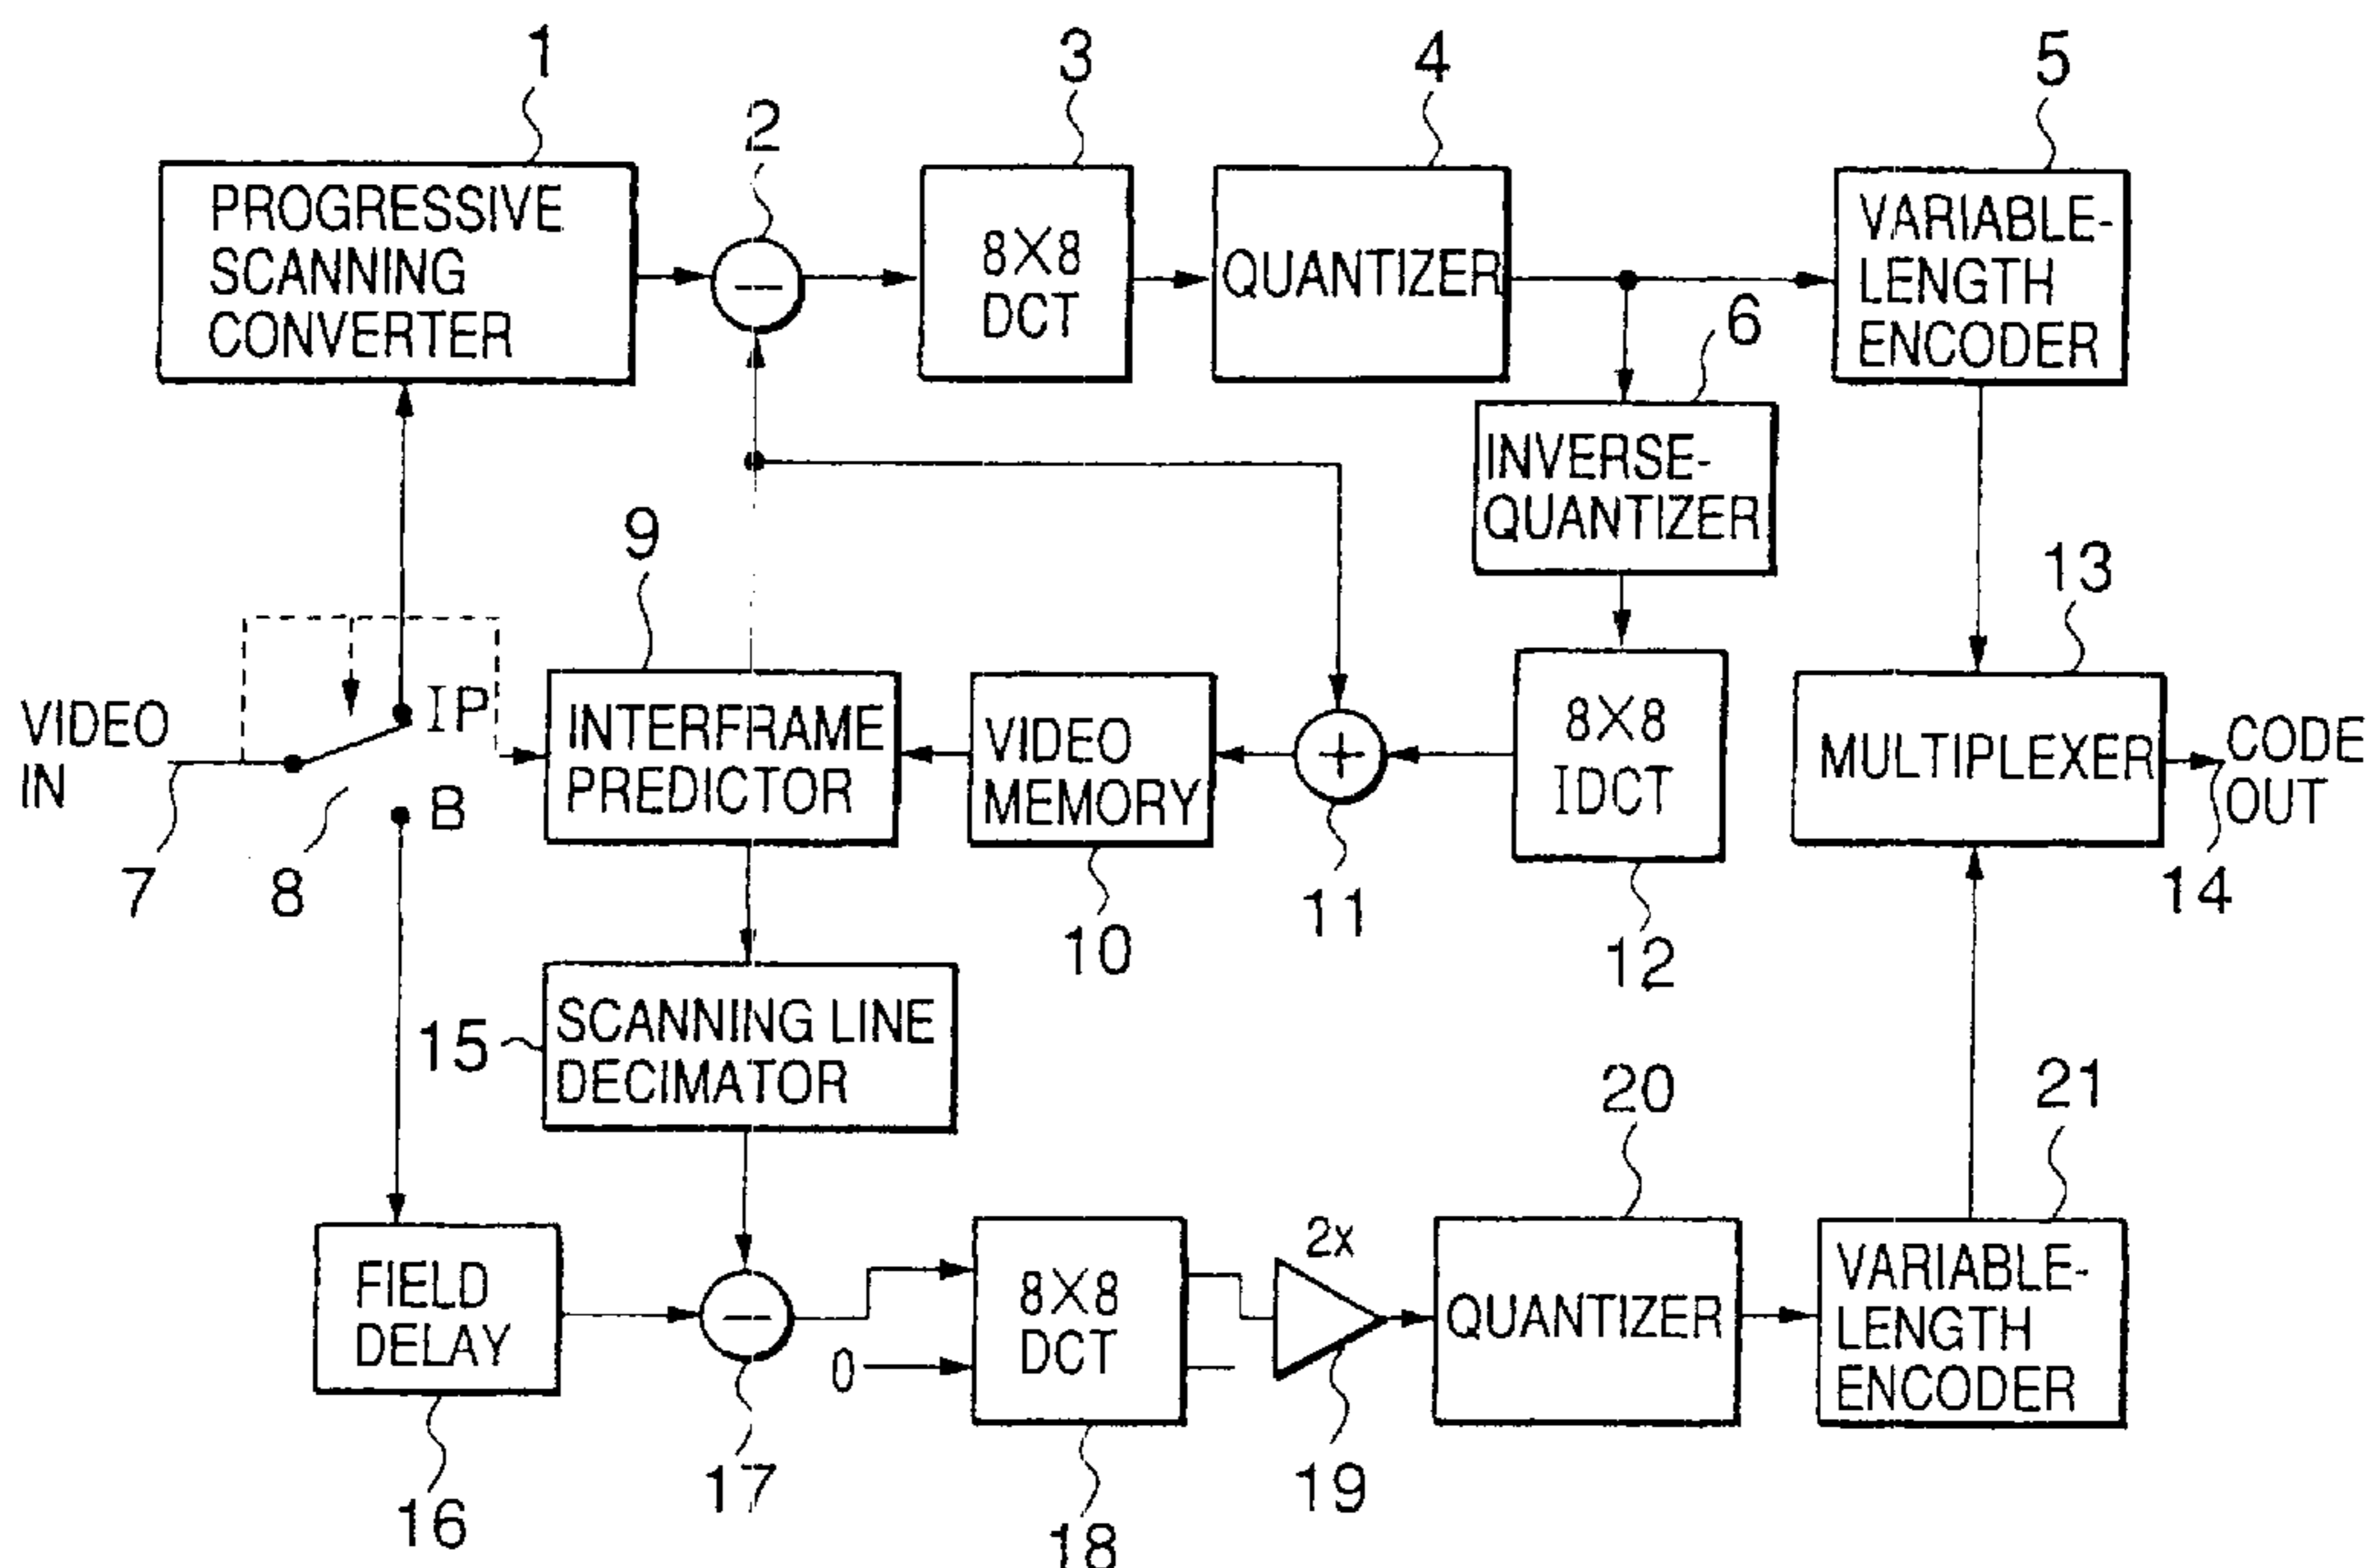 1
2
3
4
5
PROGRESSIVE
SCANNING
CONVERTER
8X8
DCT
QUANTIZER
VARIABLE-
LENGTH
ENCODER
6
INVERSE-
QUANTIZER
9
13
VIDEO
IN
IP
B
7
8
INTERFRAME
PREDICTOR
VIDEO
MEMORY
10
+
11
8X8
IDCT
12
MULTIPLEXER
CODE
OUT
14
15
SCANNING LINE
DECIMATOR
20
21
FIELD
DELAY
16
17
0
8X8
DCT
18
2x
19
QUANTIZER
VARIABLE-
LENGTH
ENCODER